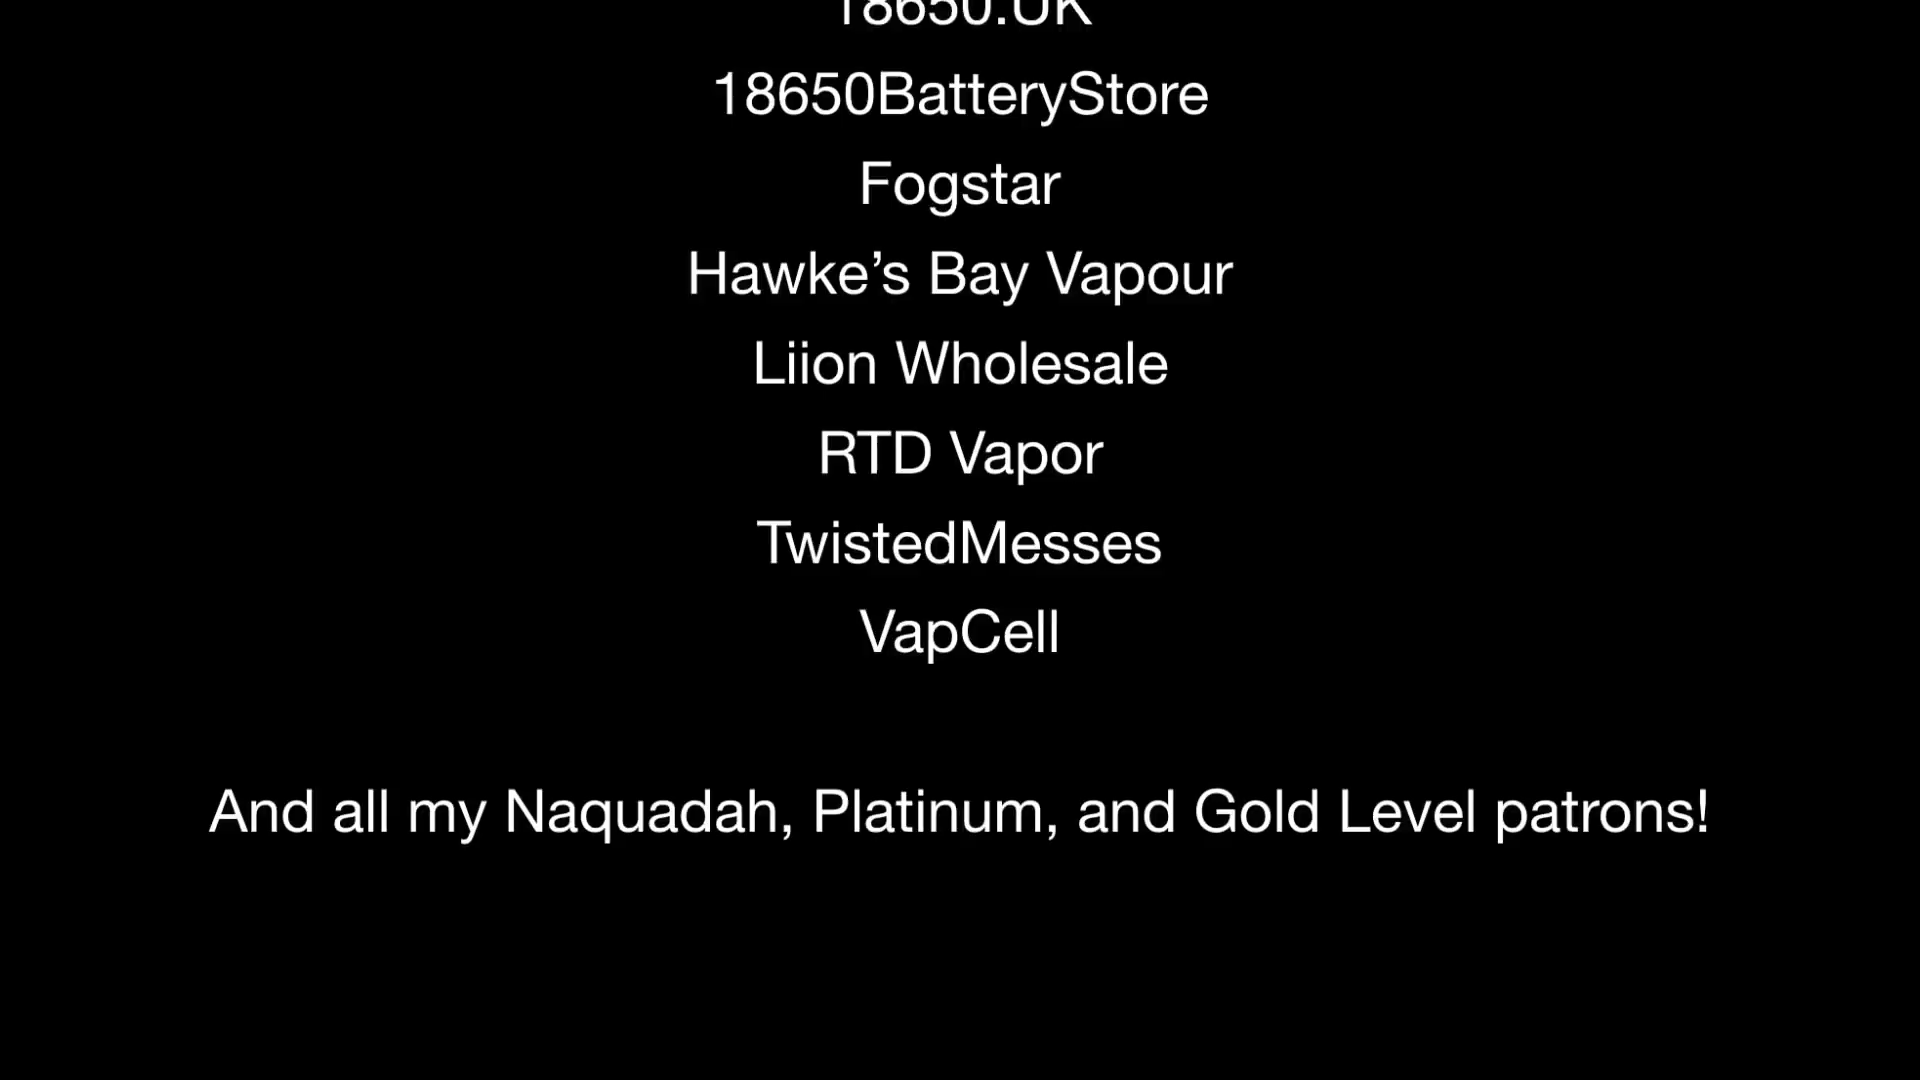 18650.UK
18650BatteryStore
Fogstar
Hawke’s Bay Vapour
Liion Wholesale
RTD Vapor
TwistedMesses
VapCell
And all my Naquadah, Platinum, and Gold Level patrons!